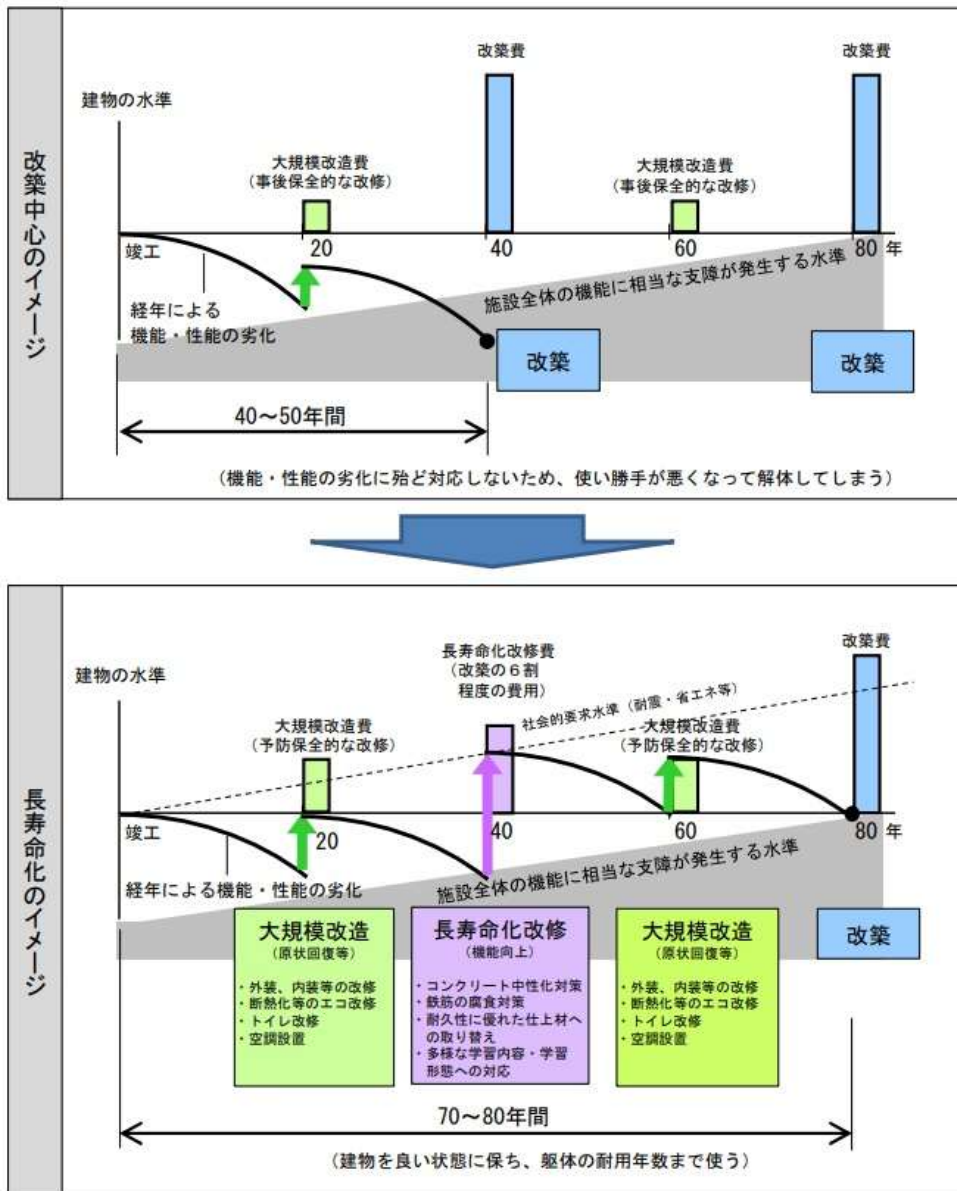 改築中心のイメージ
改築費
改築費
建物の水準
大規模改造費
（事後保全的な改修）
大規模改造費
（事後保全的な改修）
竣工
20
40
60
80 年
経年による
機能・性能の劣化
施設全体の機能に相当な支障が発生する水準
改築
改築
40～50年間
（機能・性能の劣化に殆ど対応しないため、使い勝手が悪くなって解体してしまう）
長寿命化のイメージ
改築費
建物の水準
長寿命化改修費
（改築の６割
程度の費用）
社会的要求水準（耐震・省エネ等）
大規模改造費
（予防保全的な改修）
大規模改造費
（予防保全的な改修）
竣工
20
40
60
80 年
経年による機能・性能の劣化
施設全体の機能に相当な支障が発生する水準
大規模改造
（原状回復等）
・外装、内装等の改修
・断熱化等のエコ改修
・トイレ改修
・空調設置
長寿命化改修
（機能向上）
・コンクリート中性化対策
・鉄筋の腐食対策
・耐久性に優れた仕上材へ
の取り替え
・多様な学習内容・学習
形態への対応
大規模改造
（原状回復等）
・外装、内装等の改修
・断熱化等のエコ改修
・トイレ改修
・空調設置
改築
70～80年間
（建物を良い状態に保ち、躯体の耐用年数まで使う）